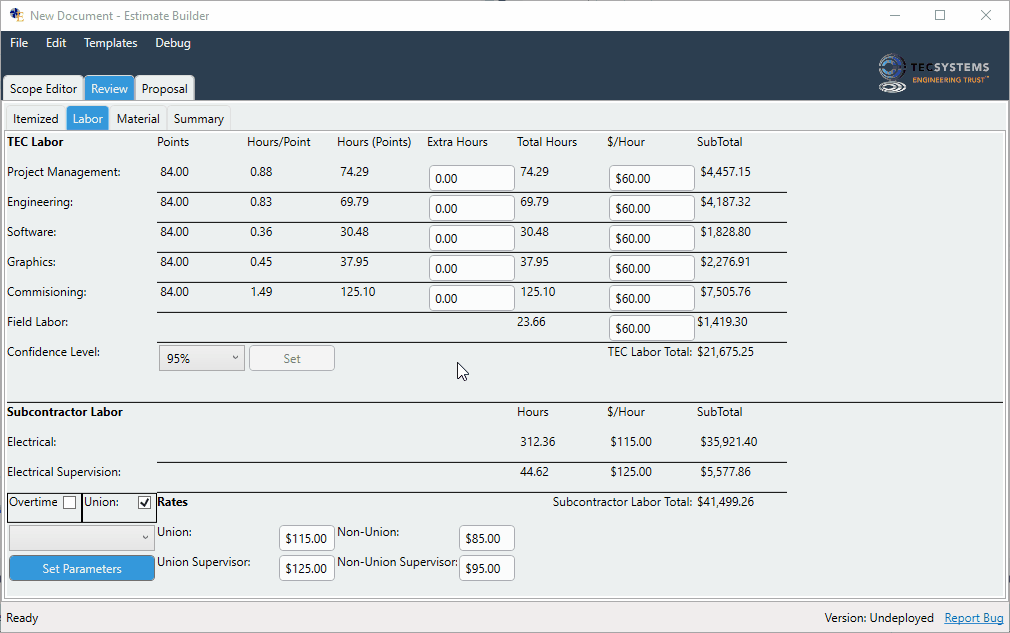 New Document - Estimate Builder
File Edit Templates Debug
TECSYSTEMS
ENGINEERING TRUST™
Scope Editor Review Proposal
Itemized Labor Material Summary
TEC Labor Points Hours/Point Hours (Points) Extra Hours Total Hours $/Hour SubTotal
Project Management: 84.00 0.88 74.29 0.00 74.29 $60.00 $4,457.15
Engineering: 84.00 0.83 69.79 0.00 69.79 $60.00 $4,187.32
Software: 84.00 0.36 30.48 0.00 30.48 $60.00 $1,828.80
Graphics: 84.00 0.45 37.95 0.00 37.95 $60.00 $2,276.91
Commisioning: 84.00 1.49 125.10 0.00 125.10 $60.00 $7,505.76
Field Labor: 23.66 $60.00 $1,419.30
Confidence Level: 95% Set TEC Labor Total: $21,675.25
Subcontractor Labor Hours $/Hour SubTotal
Electrical: 312.36 $115.00 $35,921.40
Electrical Supervision: 44.62 $125.00 $5,577.86
Overtime Union: Rates Subcontractor Labor Total: $41,499.26
Union: $115.00 Non-Union: $85.00
Set Parameters Union Supervisor: $125.00 Non-Union Supervisor: $95.00
Ready Version: Undeployed Report Bug